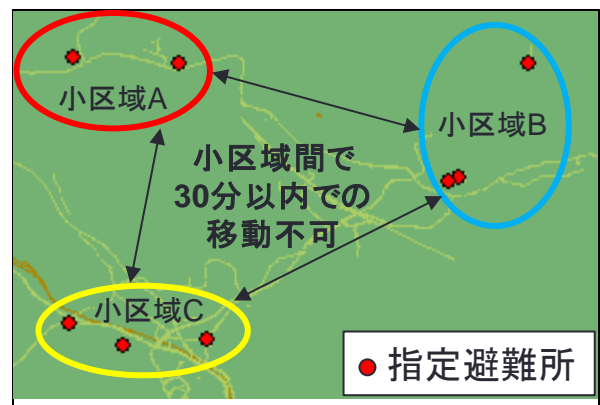 小区域A
小区域B
小区域間で
30分以内での
移動不可
小区域C
指定避難所